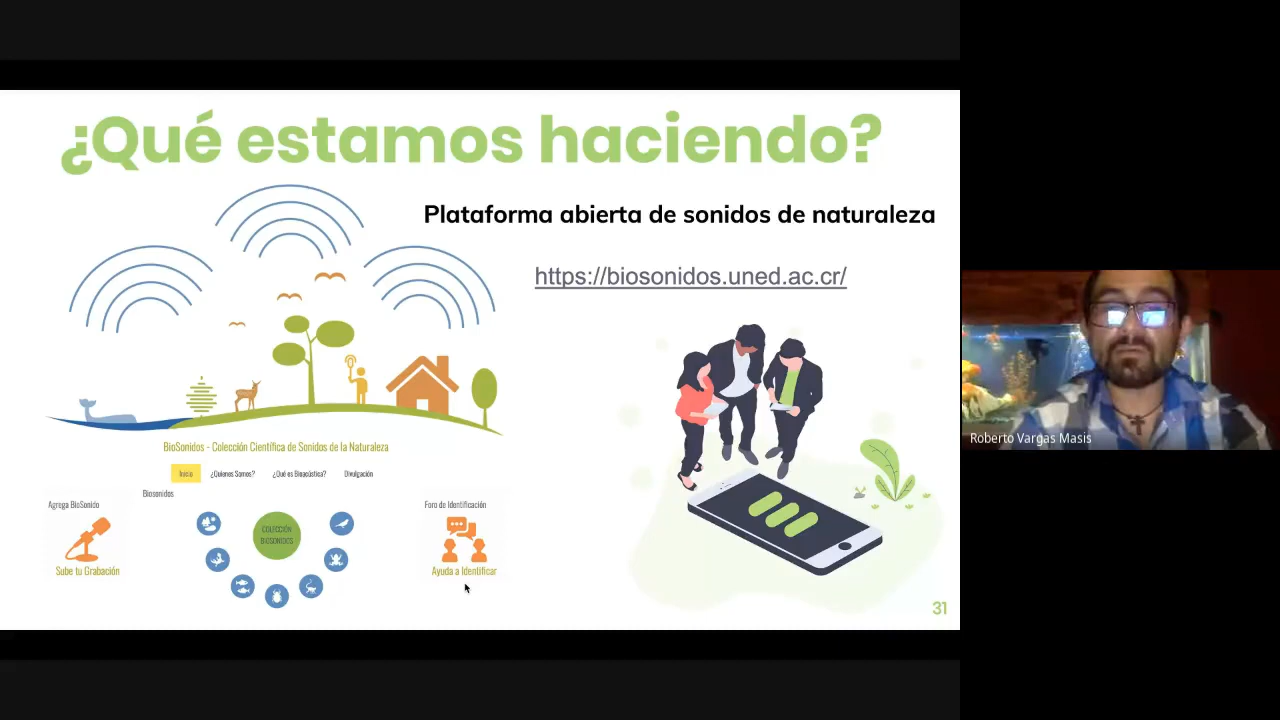 ¿Qué estamos haciendo?
Plataforma abierta de sonidos de naturaleza
https://biosonidos.uned.ac.cr/
BioSonidos - Colección Científica de Sonidos de la Naturaleza
Inicio ¿Quienes Somos? ¿Qué es Bioacústica? Divulgación
Biosonidos
Agrega BioSonido
Foro de Identificación
COLECCIÓN
BIOSONIDOS
Sube tu Grabación
Ayuda a Identificar
31
Roberto Vargas Masis